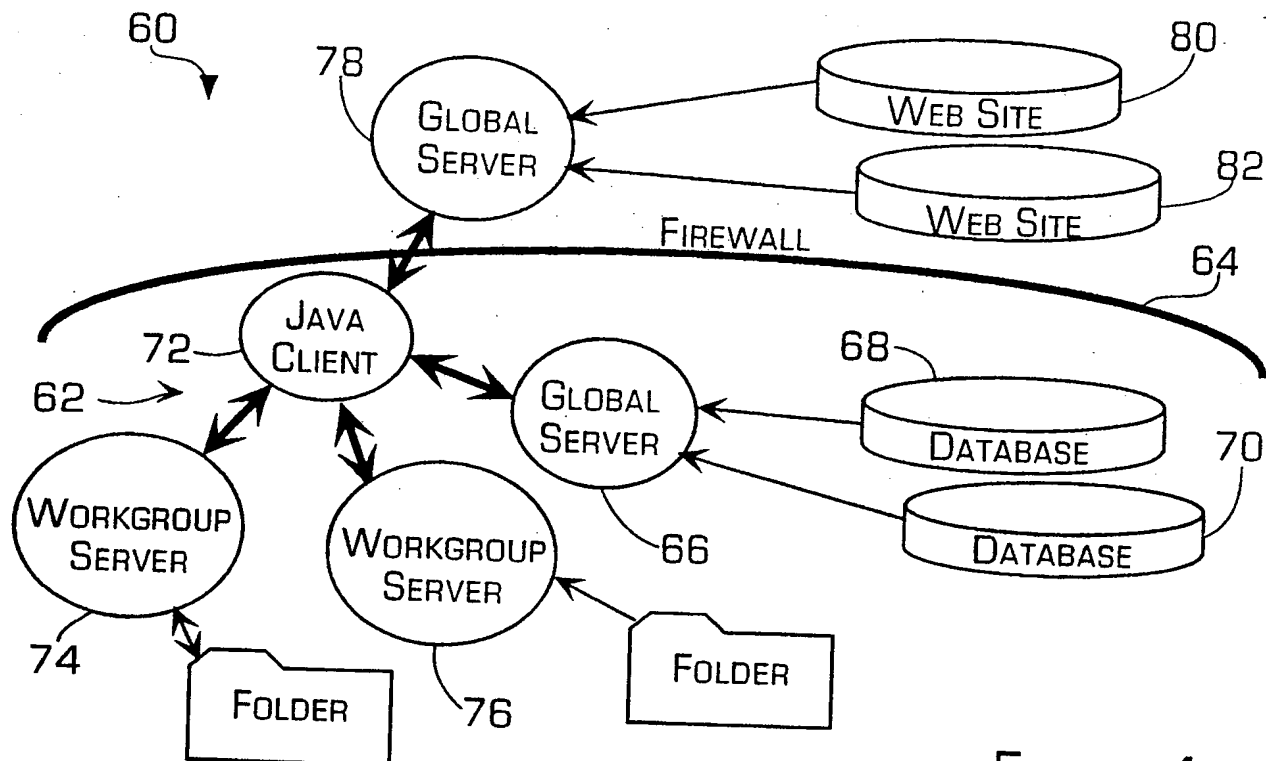 60
78
GLOBAL
SERVER
WEB SITE
80
WEB SITE
82
FIREWALL
64
JAVA
CLIENT
72
62
GLOBAL
SERVER
66
68
DATABASE
70
DATABASE
WORKGROUP
SERVER
74
WORKGROUP
SERVER
76
FOLDER
FOLDER